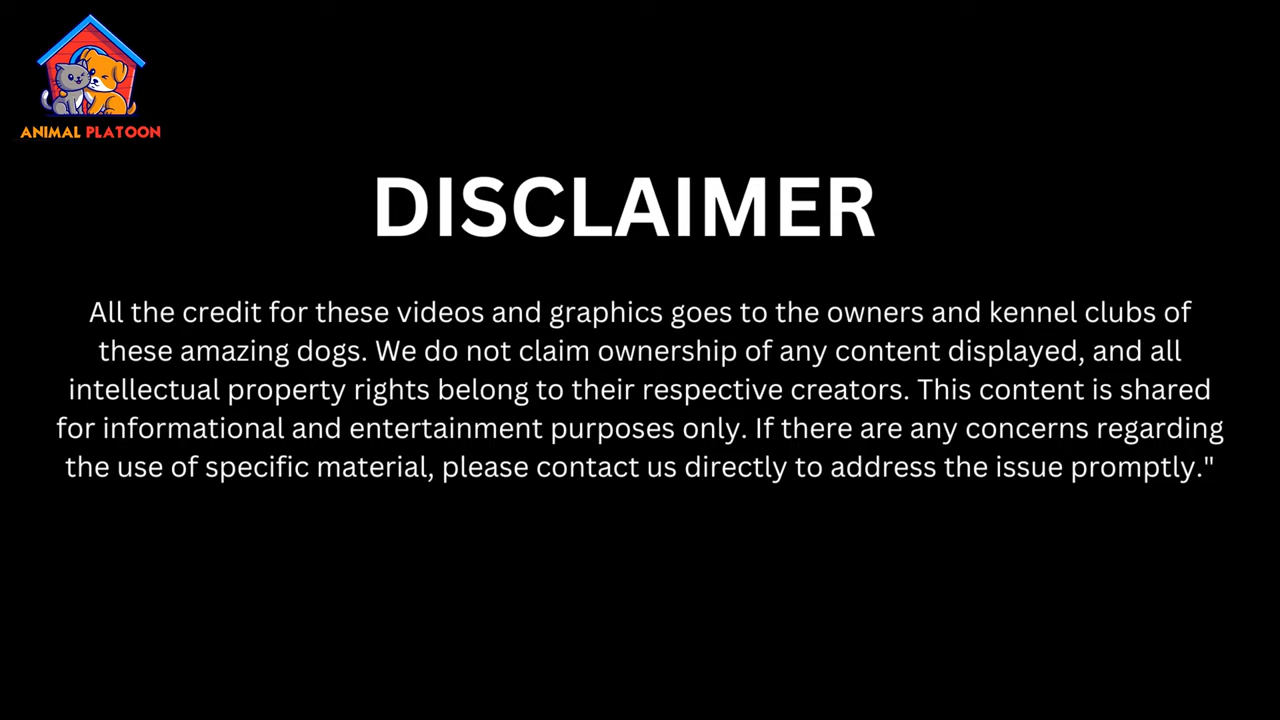 ANIMAL PLATOON
DISCLAIMER
All the credit for these videos and graphics goes to the owners and kennel clubs of
these amazing dogs. We do not claim ownership of any content displayed, and all
intellectual property rights belong to their respective creators. This content is shared
for informational and entertainment purposes only. If there are any concerns regarding
the use of specific material, please contact us directly to address the issue promptly."